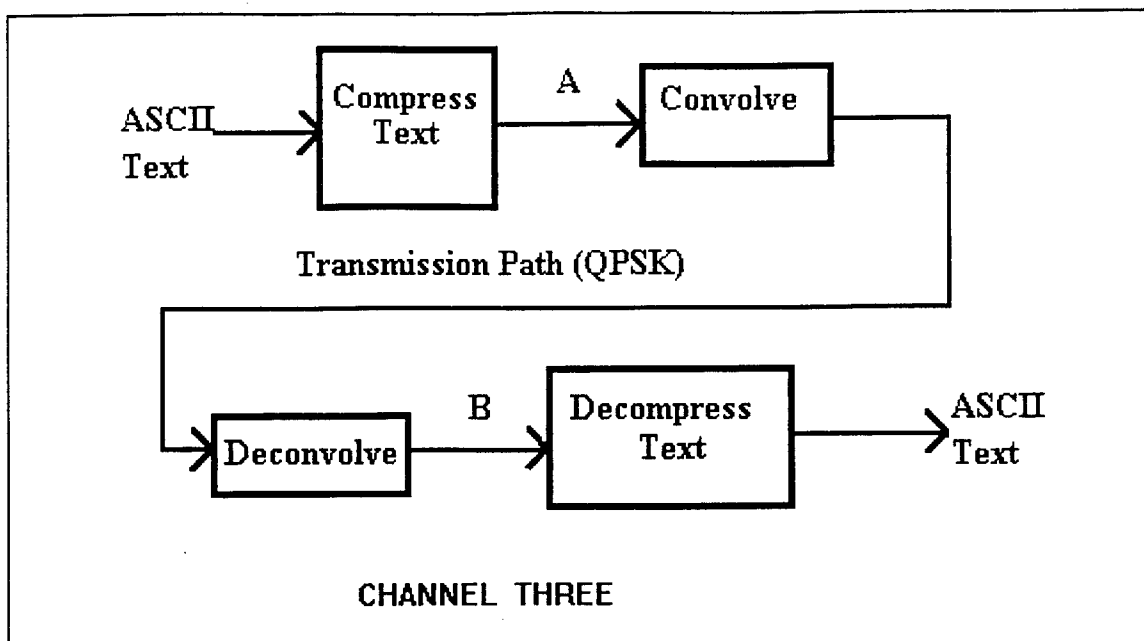 ASCII
Text
Compress
Text
A
Convolve
Transmission Path (QPSK)
Deconvolve
B
Decompress
Text
ASCII
Text
CHANNEL THREE